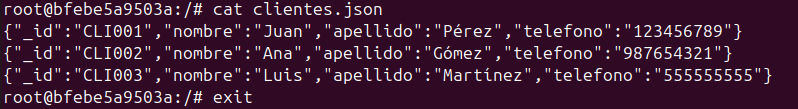 root@bfebe5a9503a:/# cat clientes.json
{"_id":"CLI001","nombre":"Juan","apellido":"Pérez","telefono":"123456789"}
{"_id":"CLI002","nombre":"Ana","apellido":"Gómez","telefono":"987654321"}
{"_id":"CLI003","nombre":"Luis","apellido":"Martínez","telefono":"555555555"}
root@bfebe5a9503a:/# exit